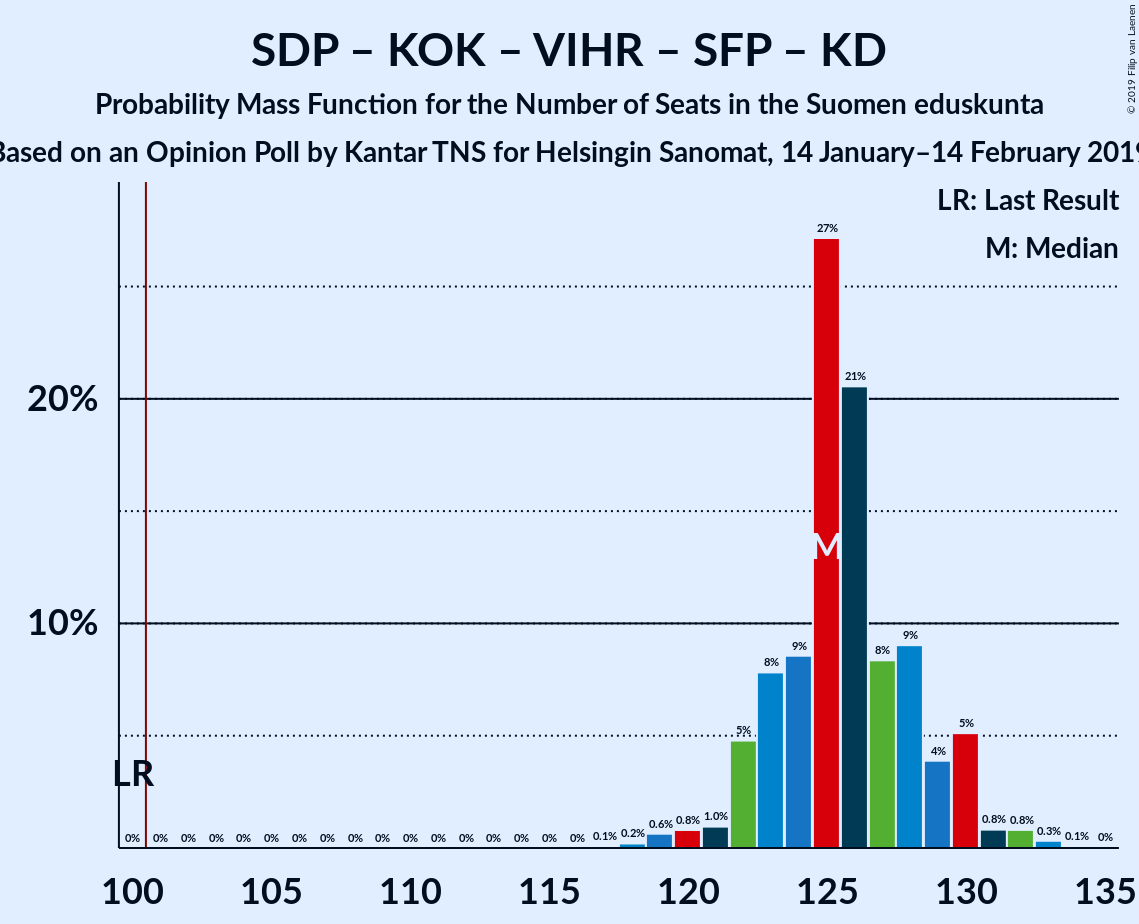 SDP – KOK – VIHR – SFP – KD
Probability Mass Function for the Number of Seats in the Suomen eduskunta
Based on an Opinion Poll by Kantar TNS for Helsingin Sanomat, 14 January–14 February 2019
© 2019 Filip van Laenen
LR: Last Result
M: Median
27%
21%
20%
M
10%
9%
9%
8%
8%
5%
5%
4%
LR
0% 0% 0% 0% 0% 0% 0% 0% 0% 0% 0% 0% 0% 0% 0% 0% 0% 0.1% 0.2% 0.6% 0.8% 1.0% 0.8% 0.8% 0.3% 0.1% 0%
100 105 110 115 120 125 130 135